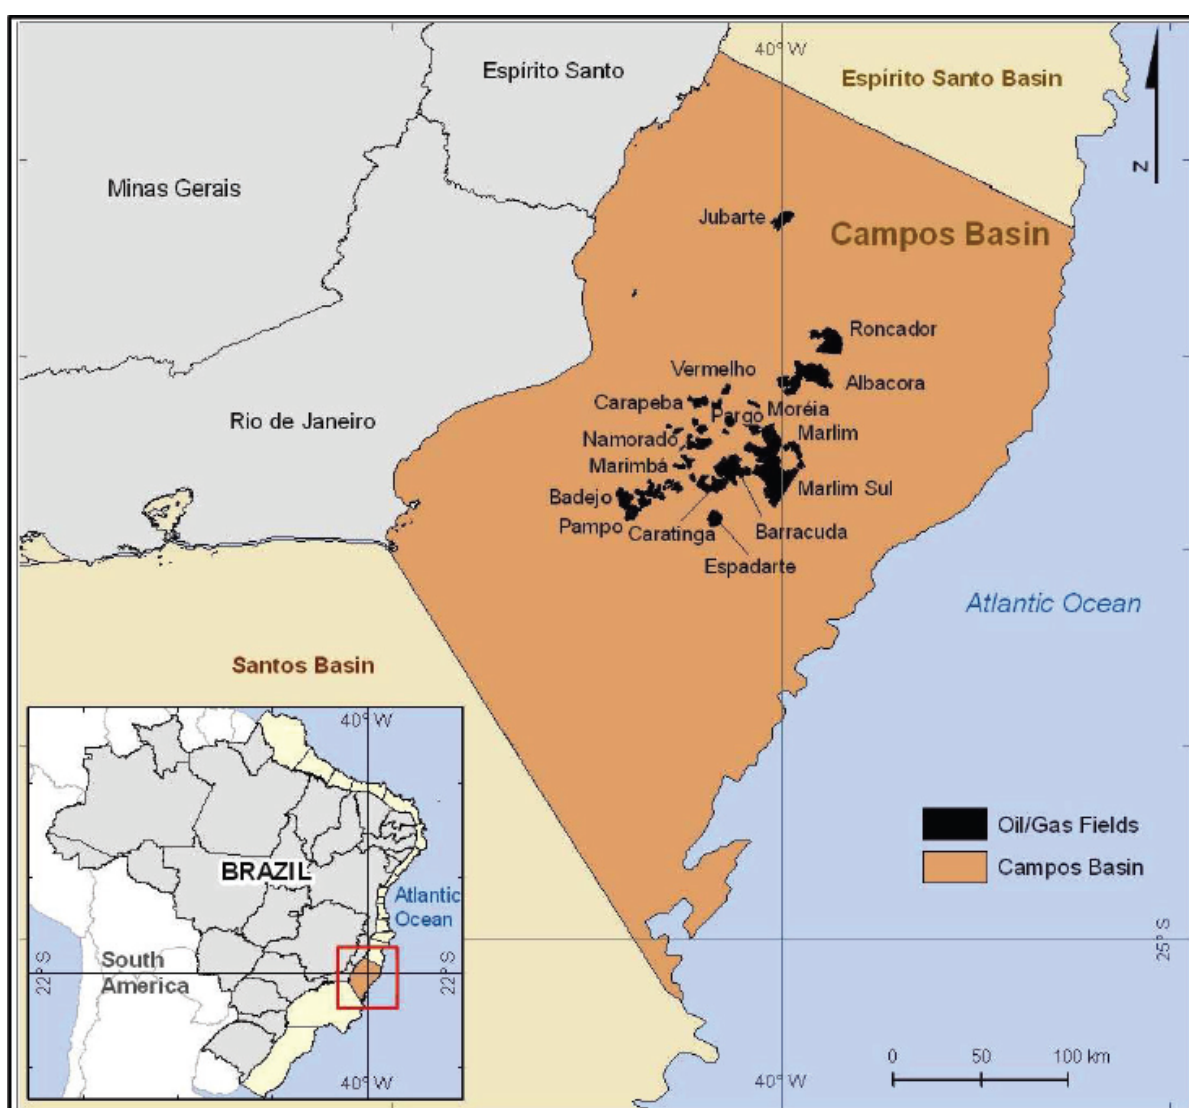 40° W
Espírito Santo
Espírito Santo Basin
Minas Gerais
N
Jubarte
Campos Basin
Roncador
Vermelho
Albacora
Carapeba
Pargo
Moréia
Rio de Janeiro
Namorado
Marlim
Marimbá
Marlim Sul
Badejo
Pampo
Caratinga
Barracuda
Espadarte
Atlantic Ocean
Santos Basin
40° W
BRAZIL
Atlantic
Ocean
South
America
22°S
22°S
40° W
Oil/Gas Fields
Campos Basin
25°S
0 50 100 km
40° W